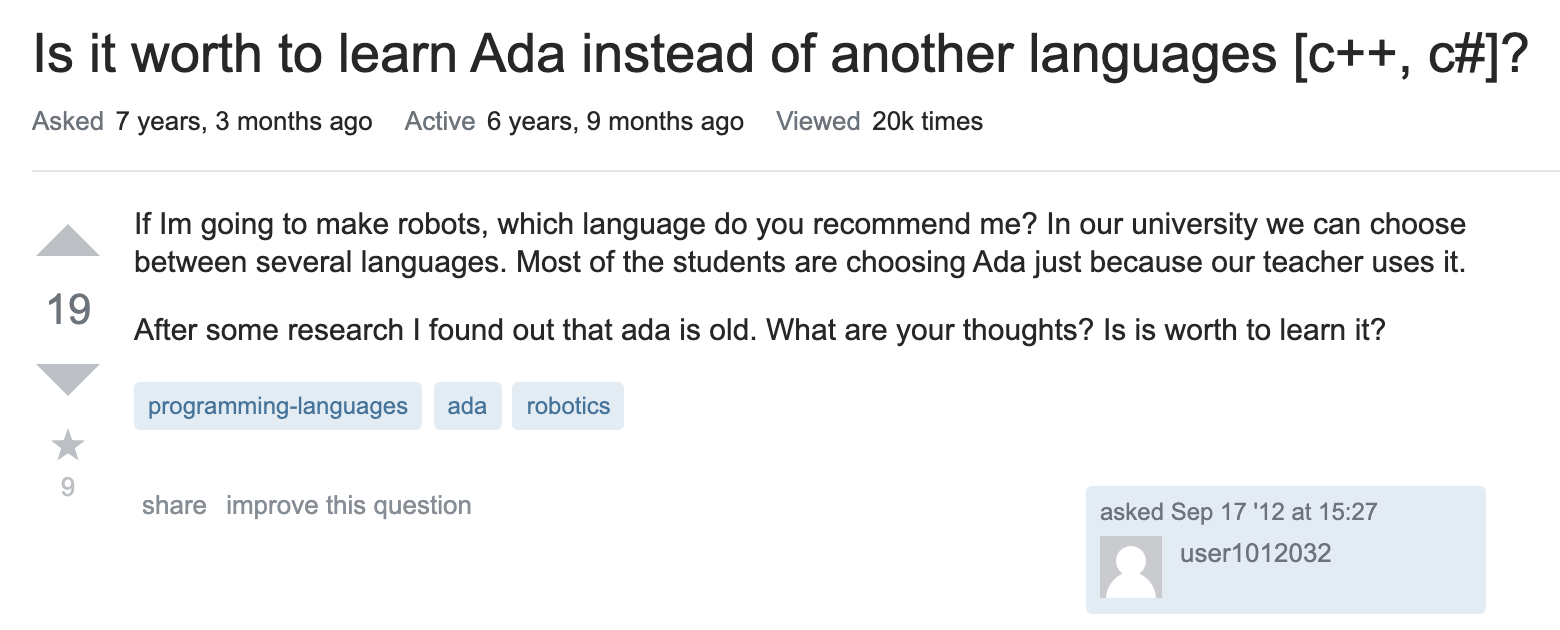 Is it worth to learn Ada instead of another languages [c++, c#]?
Asked 7 years, 3 months ago Active 6 years, 9 months ago Viewed 20k times
If Im going to make robots, which language do you recommend me? In our university we can choose
between several languages. Most of the students are choosing Ada just because our teacher uses it.
19
After some research I found out that ada is old. What are your thoughts? Is is worth to learn it?
programming-languages ada robotics
9
share improve this question
asked Sep 17 '12 at 15:27
user1012032